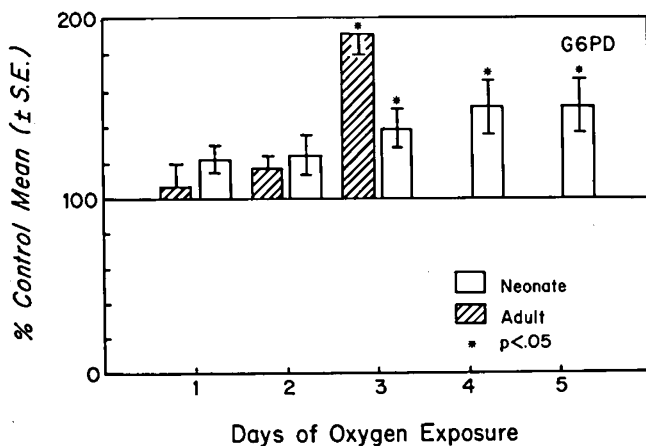 % Control Mean (± S.E.)
200
100
0
G6PD
* * * *
Neonate
Adult
* p<.05
1 2 3 4 5
Days of Oxygen Exposure